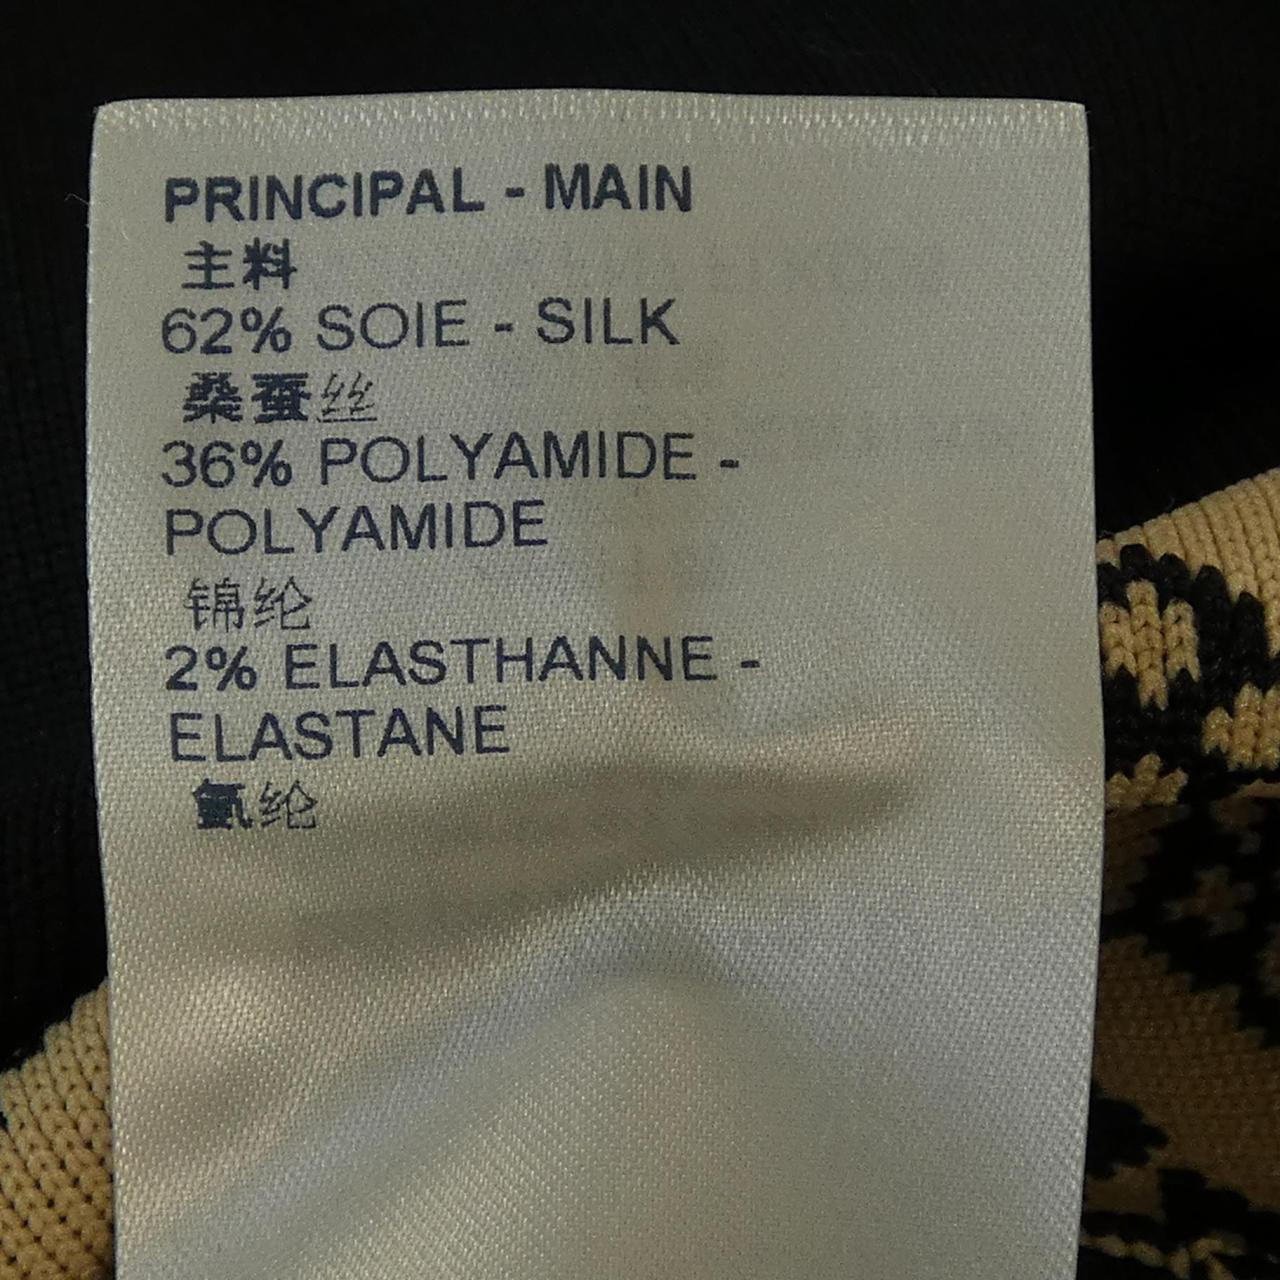 PRINCIPAL - MAIN
主料
62% SOIE - SILK
桑蚕丝
36% POLYAMIDE -
POLYAMIDE
锦纶
2% ELASTHANNE -
ELASTANE
氨纶